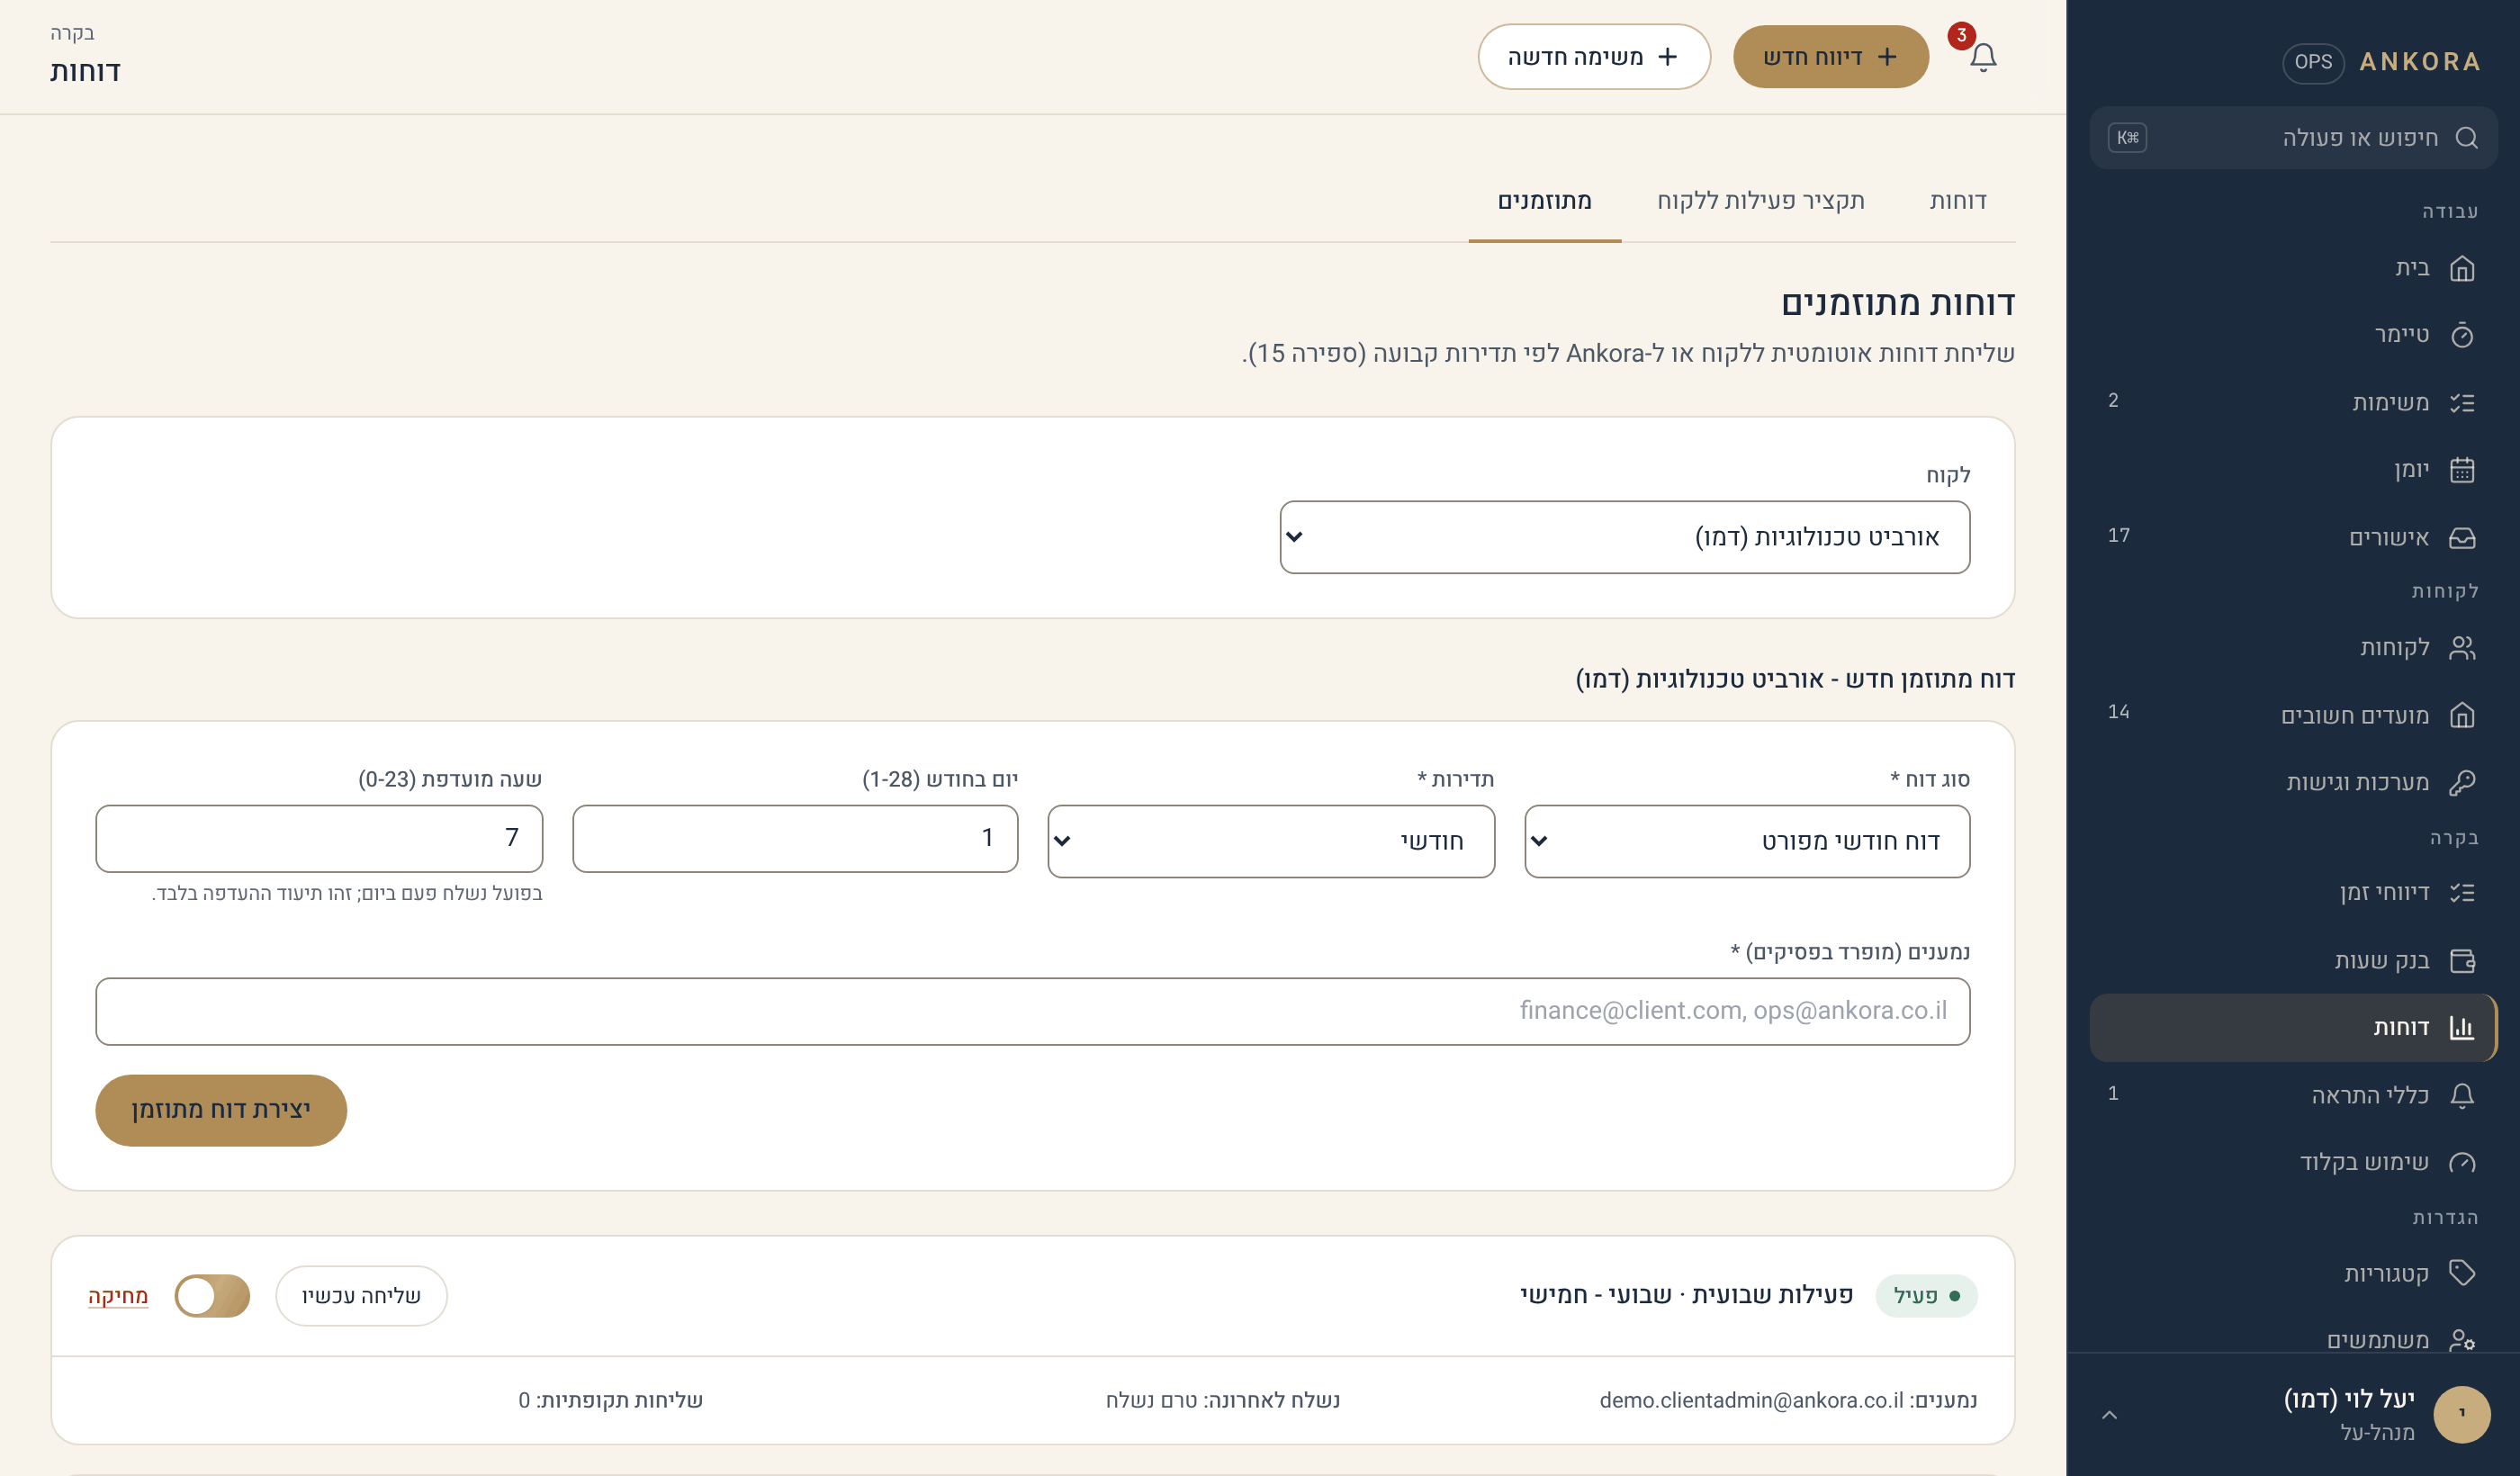 ANKORA OPS
חיפוש או פעולה ⌘K
עבודה
בית
טיימר
משימות 2
יומן
אישורים 17
לקוחות
לקוחות
מועדים חשובים 14
מערכות וגישות
בקרה
דיווחי זמן
בנק שעות
דוחות
כללי התראה 1
שימוש בקלוד
הגדרות
קטגוריות
משתמשים
י
יעל לוי (דמו)
מנהל-על
3
+ דיווח חדש
+ משימה חדשה
בקרה
דוחות
דוחות תקציר פעילות ללקוח מתוזמנים
דוחות מתוזמנים
שליחת דוחות אוטומטית ללקוח או ל-Ankora לפי תדירות קבועה (ספירה 15).
לקוח
אורביט טכנולוגיות (דמו)
דוח מתוזמן חדש - אורביט טכנולוגיות (דמו)
סוג דוח * תדירות * יום בחודש (1-28) שעה מועדפת (0-23)
דוח חודשי מפורט חודשי 1 7
בפועל נשלח פעם ביום; זהו תיעוד ההעדפה בלבד.
נמענים (מופרד בפסיקים) *
finance@client.com, ops@ankora.co.il
יצירת דוח מתוזמן
פעיל פעילות שבועית · שבועי - חמישי שליחה עכשיו מחיקה
נמענים: demo.clientadmin@ankora.co.il נשלח לאחרונה: טרם נשלח שליחות תקופתיות: 0